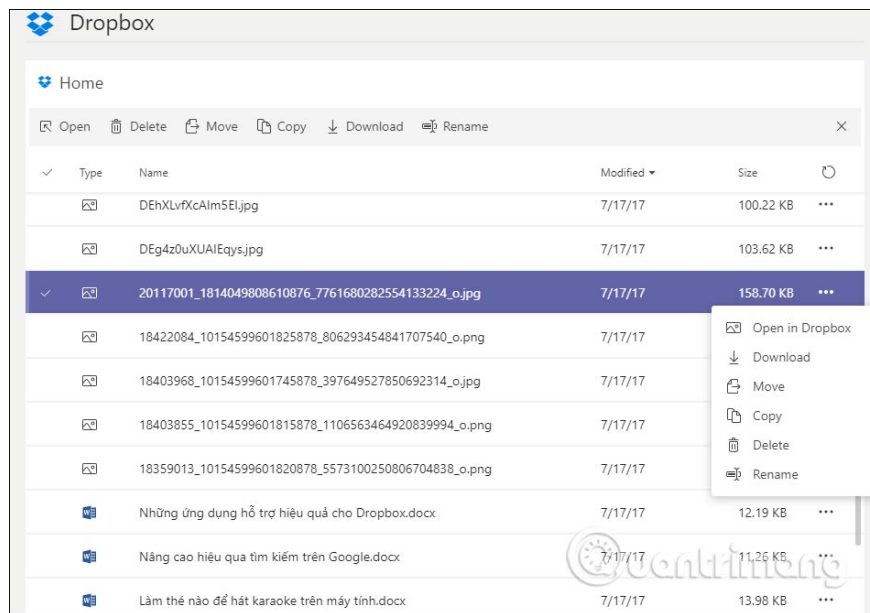 Dropbox
Home
Open Delete Move Copy Download Rename
Type Name Modified Size
DEhXLvfXcAIm5EI.jpg 7/17/17 100.22 KB
DEg4z0uXUAIEqys.jpg 7/17/17 103.62 KB
20117001_1814049808610876_7761680282554133224_o.jpg 7/17/17 158.70 KB
Open in Dropbox
18422084_10154599601825878_806293454841707540_o.png 7/17/17
Download
18403968_10154599601745878_397649527850692314_o.jpg 7/17/17
Move
18403855_10154599601815878_1106563464920839994_o.png 7/17/17
Copy
Delete
18359013_10154599601820878_5573100250806704838_o.png 7/17/17
Rename
Những ứng dụng hỗ trợ hiệu quả cho Dropbox.docx 7/17/17 12.19 KB
Nâng cao hiệu qua tìm kiếm trên Google.docx 7/17/17 11.26 KB
Quantrimang
Làm thé nào để hát karaoke trên máy tính.docx 7/17/17 13.98 KB